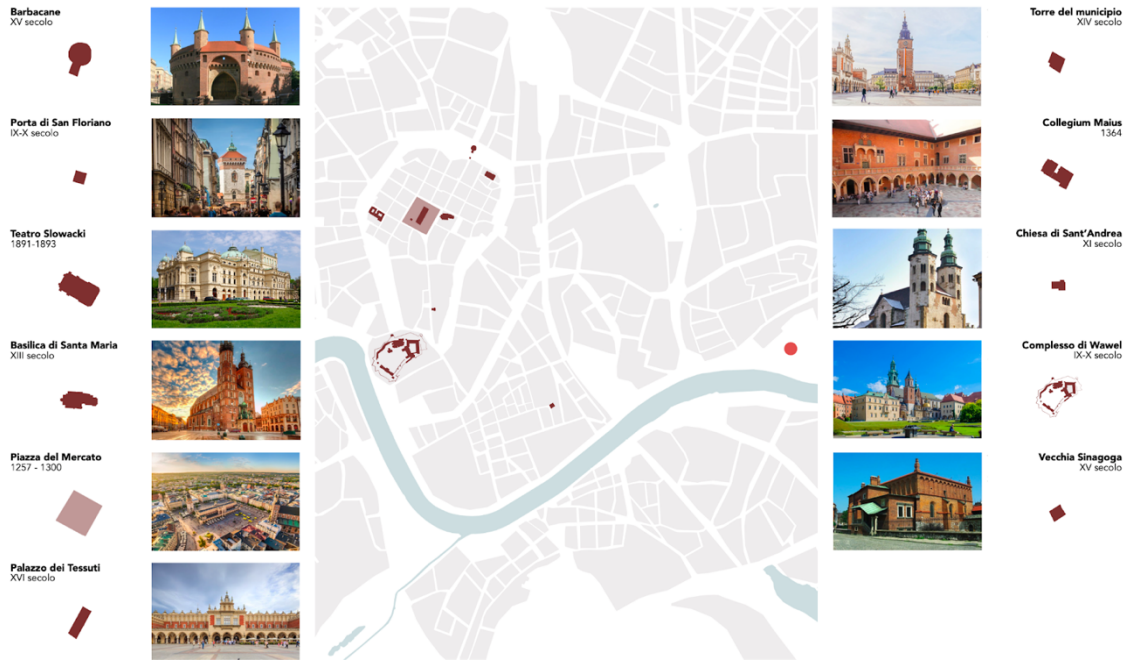 Barbacane
XV secolo
Porta di San Floriano
IX-X secolo
Teatro Slowacki
1891-1893
Basilica di Santa Maria
XIII secolo
Piazza del Mercato
1257 - 1300
Palazzo dei Tessuti
XVI secolo
Torre del municipio
XIV secolo
Collegium Maius
1364
Chiesa di Sant'Andrea
XI secolo
Complesso di Wawel
IX-X secolo
Vecchia Sinagoga
XV secolo